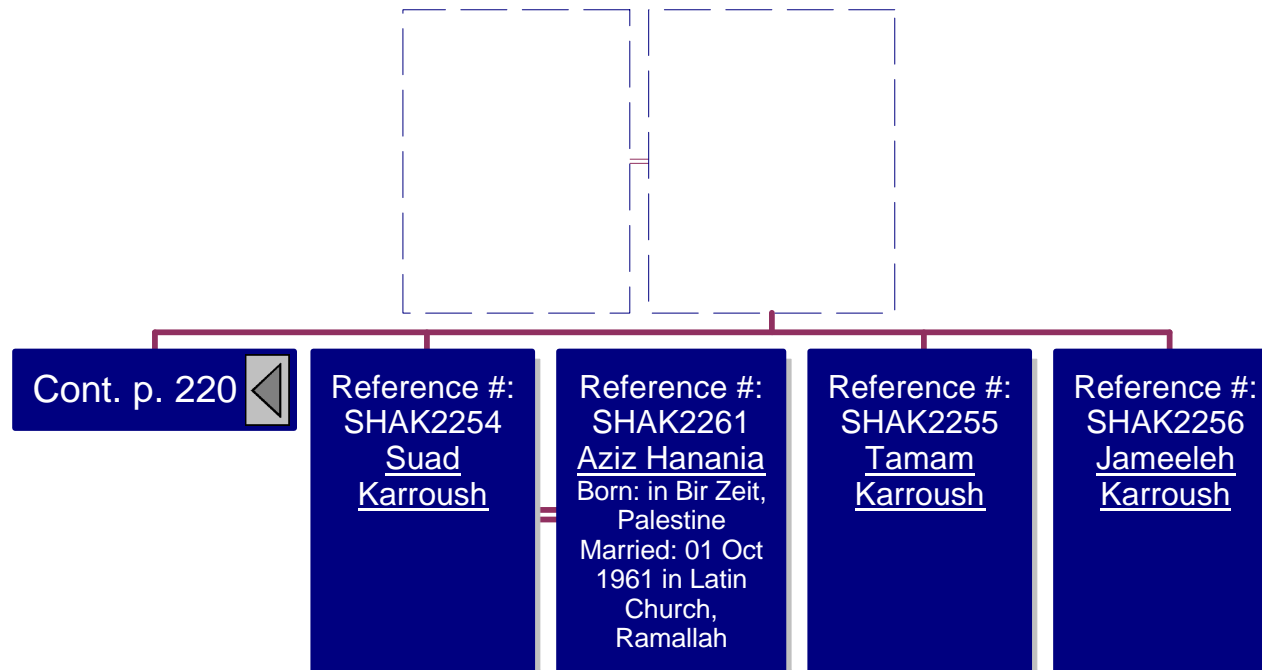 Cont. p. 220
Reference #:
SHAK2254
Suad
Karroush
Reference #:
SHAK2261
Aziz Hanania
Born: in Bir Zeit,
Palestine
Married: 01 Oct
1961 in Latin
Church,
Ramallah
Reference #:
SHAK2255
Tamam
Karroush
Reference #:
SHAK2256
Jameeleh
Karroush